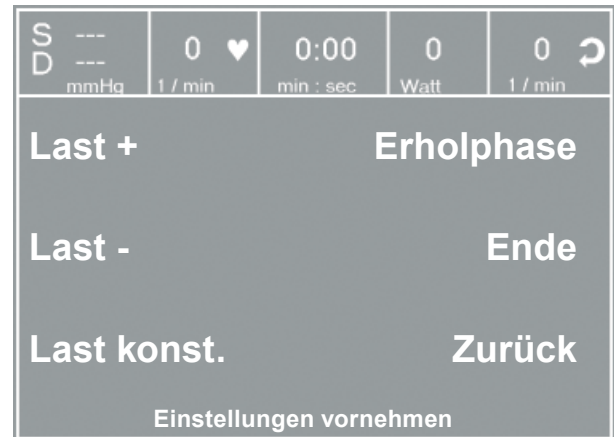 S --- 0 ♥ 0:00 0 0
D --- mmHg 1 / min min : sec Watt 1 / min
Last + Erholphase
Last - Ende
Last konst. Zurück
Einstellungen vornehmen